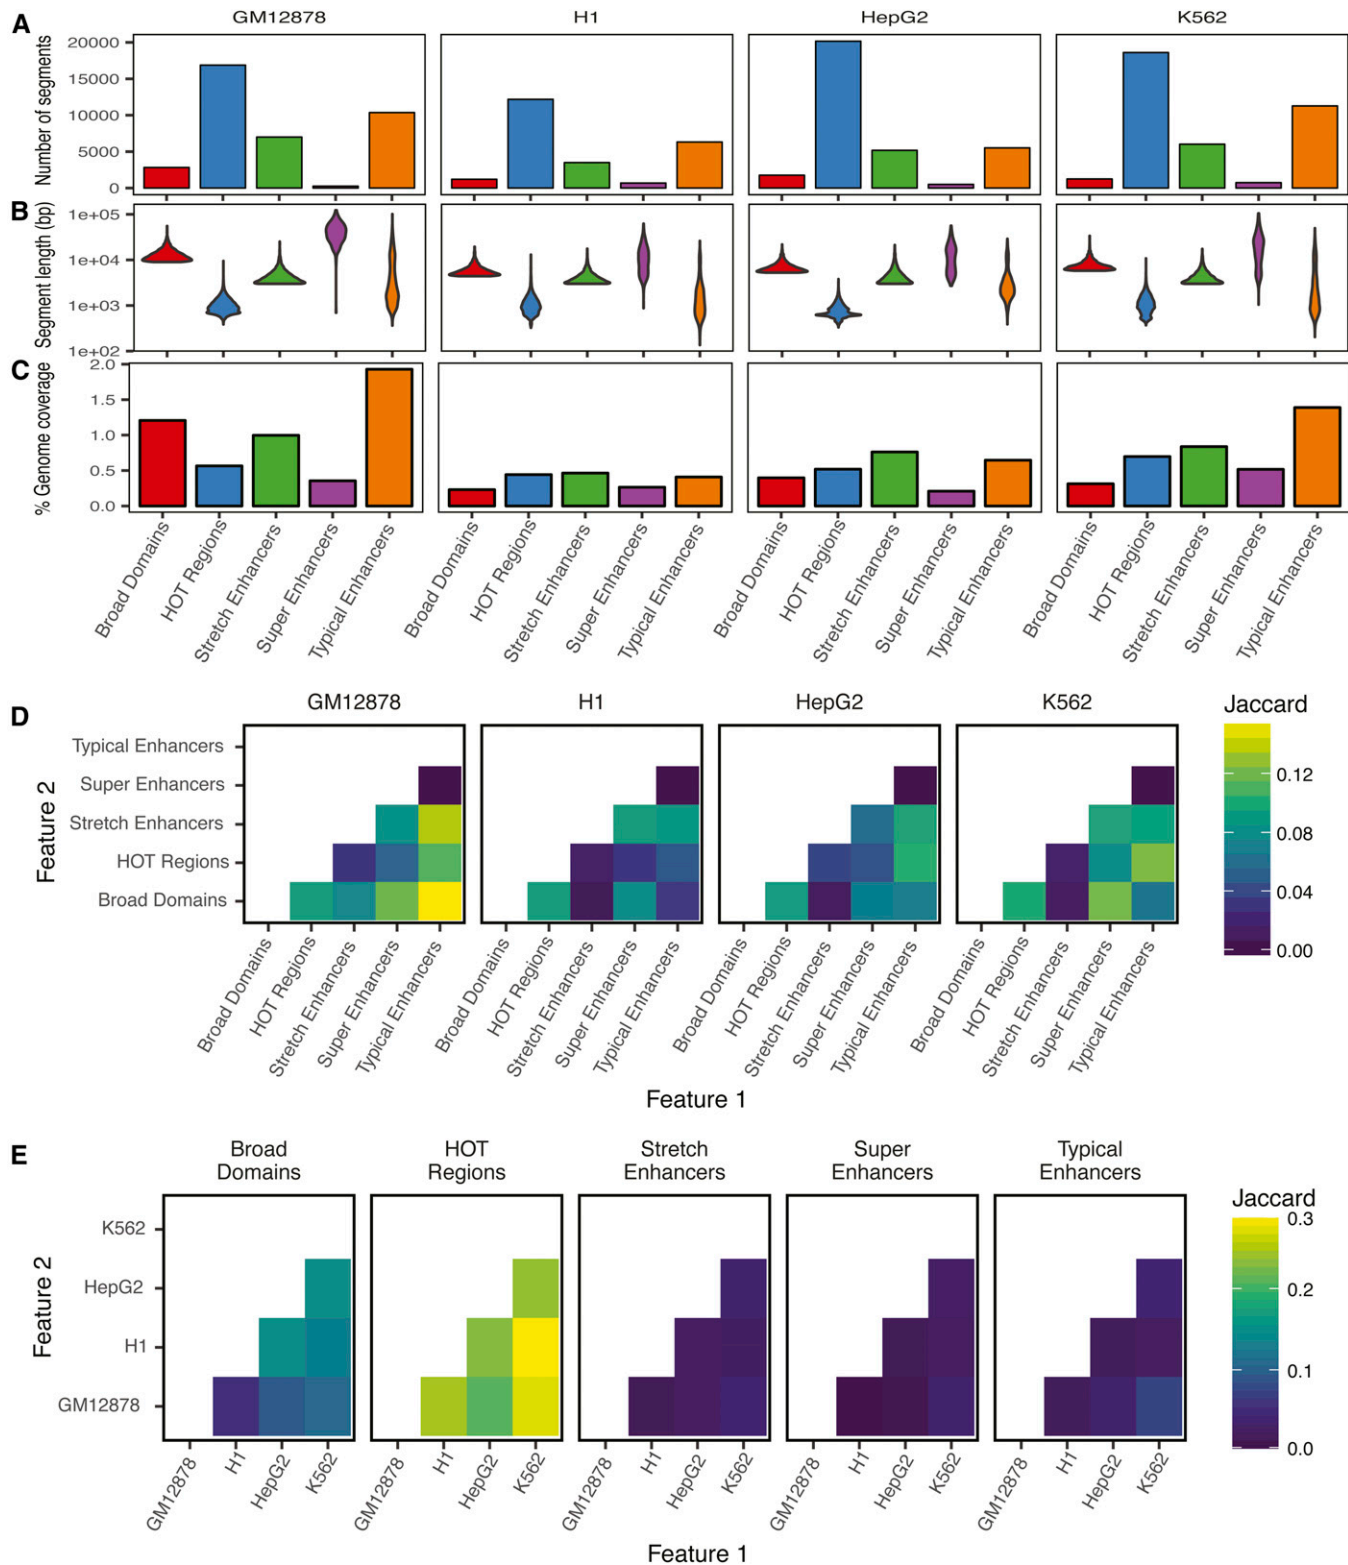 A
GM12878 H1 HepG2 K562
Number of segments
20000
15000
10000
5000
0
B
Segment length (bp)
1e+05
1e+04
1e+03
1e+02
C
% Genome coverage
2.0
1.5
1.0
0.5
0.0
Broad Domains HOT Regions Stretch Enhancers Super Enhancers Typical Enhancers Broad Domains HOT Regions Stretch Enhancers Super Enhancers Typical Enhancers Broad Domains HOT Regions Stretch Enhancers Super Enhancers Typical Enhancers Broad Domains HOT Regions Stretch Enhancers Super Enhancers Typical Enhancers
D
GM12878 H1 HepG2 K562
Feature 2
Typical Enhancers
Super Enhancers
Stretch Enhancers
HOT Regions
Broad Domains
Jaccard
0.12
0.08
0.04
0.00
Broad Domains HOT Regions Stretch Enhancers Super Enhancers Typical Enhancers Broad Domains HOT Regions Stretch Enhancers Super Enhancers Typical Enhancers Broad Domains HOT Regions Stretch Enhancers Super Enhancers Typical Enhancers Broad Domains HOT Regions Stretch Enhancers Super Enhancers Typical Enhancers
Feature 1
E
Broad HOT Stretch Super Typical
Domains Regions Enhancers Enhancers Enhancers
Feature 2
K562
HepG2
H1
GM12878
Jaccard
0.3
0.2
0.1
0.0
GM12878 H1 HepG2 K562 GM12878 H1 HepG2 K562 GM12878 H1 HepG2 K562 GM12878 H1 HepG2 K562 GM12878 H1 HepG2 K562
Feature 1